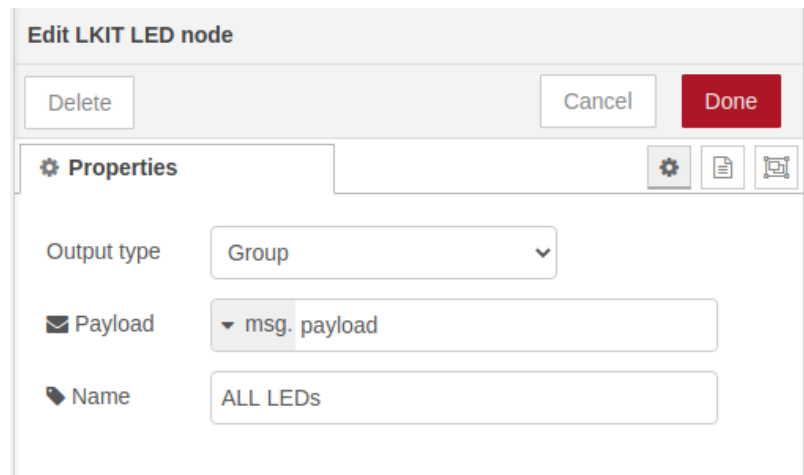 Edit LKIT LED node
Delete Cancel Done
Properties
Output type Group
Payload msg. payload
Name ALL LEDs